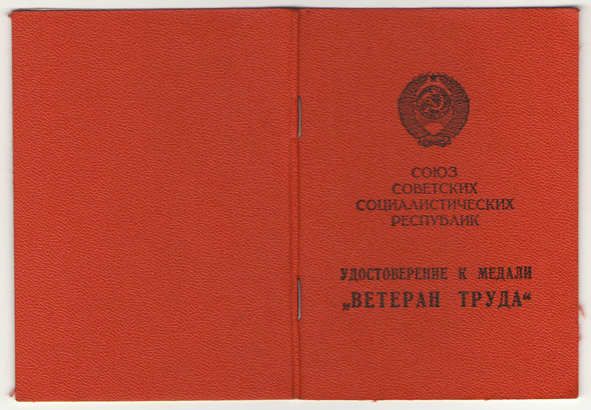 СОЮЗ
СОВЕТСКИХ
СОЦИАЛИСТИЧЕСКИХ
РЕСПУБЛИК
УДОСТОВЕРЕНИЕ К МЕДАЛИ
„ВЕТЕРАН ТРУДА“